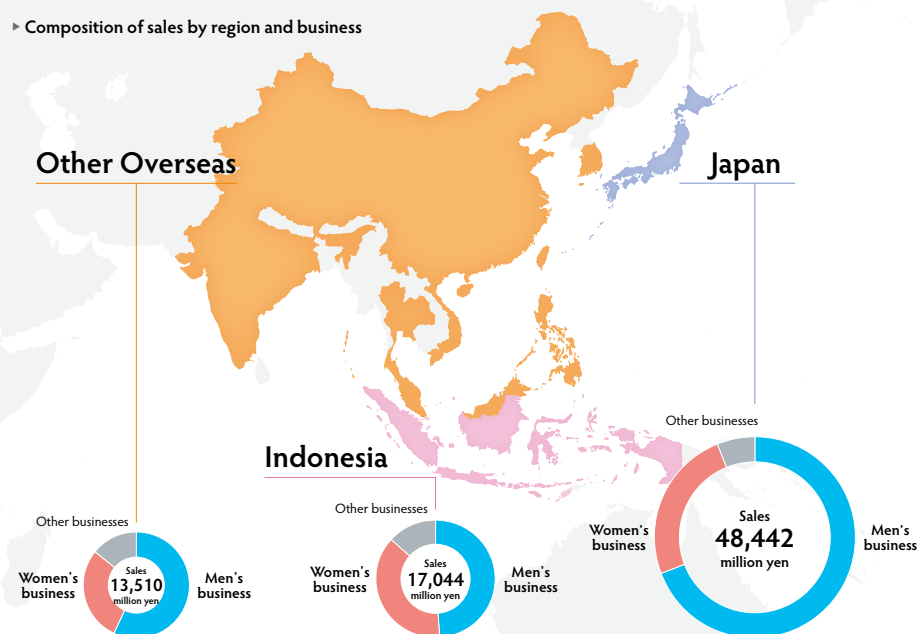 ▶ Composition of sales by region and business
Other Overseas
Japan
Indonesia
Other businesses
Women's
business
Sales
13,510
million yen
Men's
business
Other businesses
Women's
business
Sales
17,044
million yen
Men's
business
Other businesses
Women's
business
Sales
48,442
million yen
Men's
business